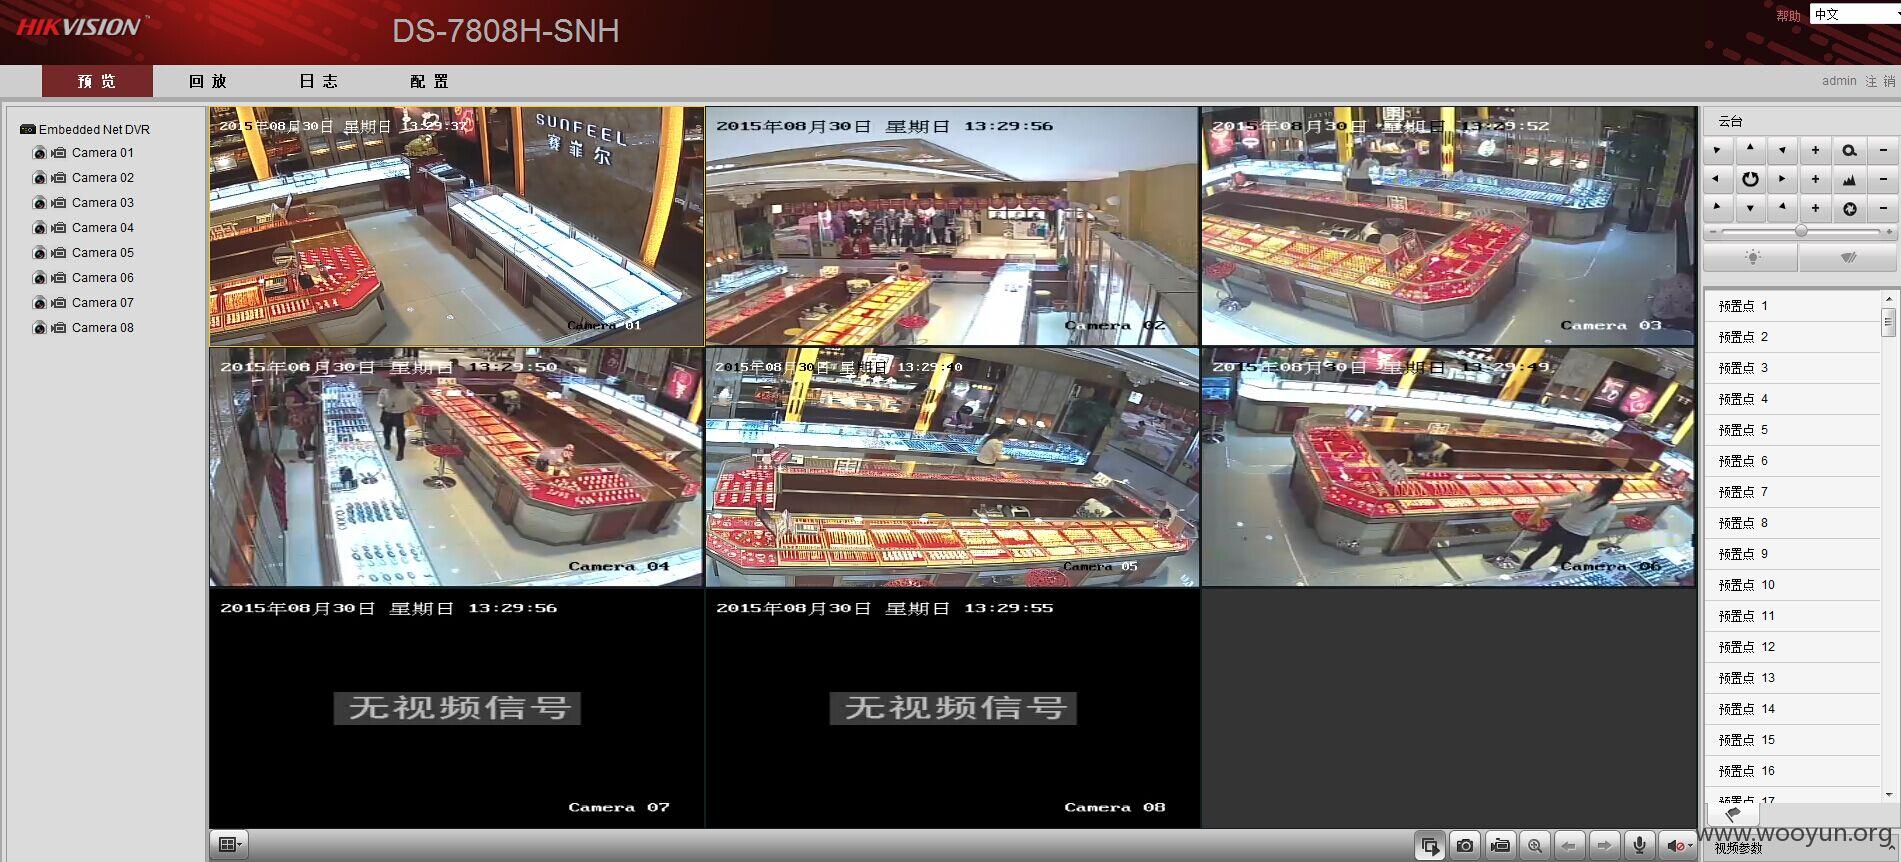 HIKVISION
DS-7808H-SNH
帮助
中文
预览
回放
日志
配置
admin
注销
Embedded Net DVR
Camera 01
Camera 02
Camera 03
Camera 04
Camera 05
Camera 06
Camera 07
Camera 08
2015年08月30日 星期日 13:29:37
SUNFEEL
赛菲尔
Camera 01
2015年08月30日 星期日 13:29:56
Camera 02
2015年08月30日 星期日 13:29:52
Camera 03
2015年08月30日 星期日 13:29:50
Camera 04
2015年08月30日 星期日 13:29:40
Camera 05
2015年08月30日 星期日 13:29:49
Camera 06
2015年08月30日 星期日 13:29:56
无视频信号
Camera 07
2015年08月30日 星期日 13:29:55
无视频信号
Camera 08
云台
预置点 1
预置点 2
预置点 3
预置点 4
预置点 5
预置点 6
预置点 7
预置点 8
预置点 9
预置点 10
预置点 11
预置点 12
预置点 13
预置点 14
预置点 15
预置点 16
预置点 17
www.wooyun.org
视频参数